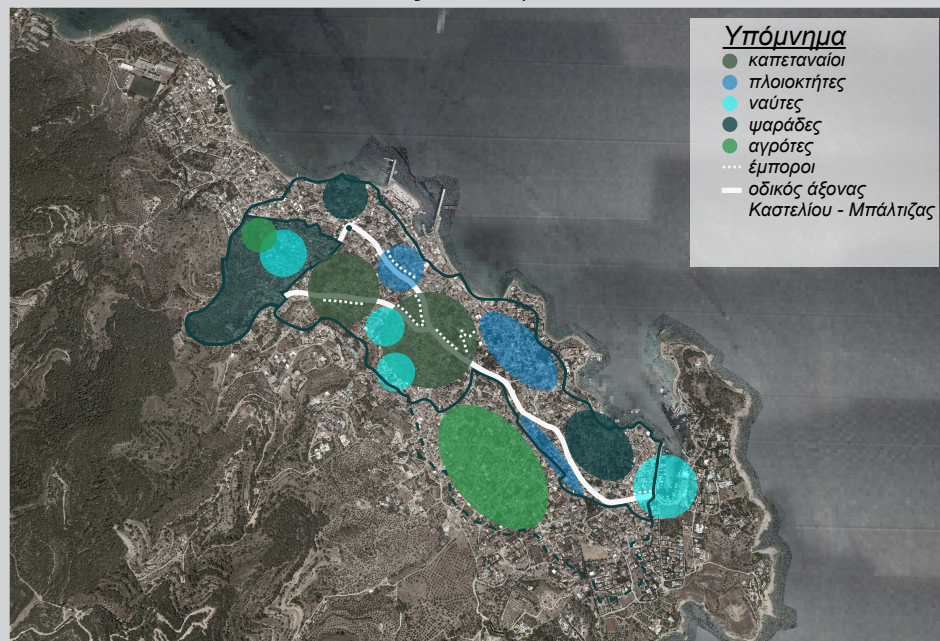 Υπόμνημα
καπεταναίοι
πλοιοκτήτες
ναύτες
ψαράδες
αγρότες
έμποροι
οδικός άξονας
Καστελίου - Μπάλτιζας